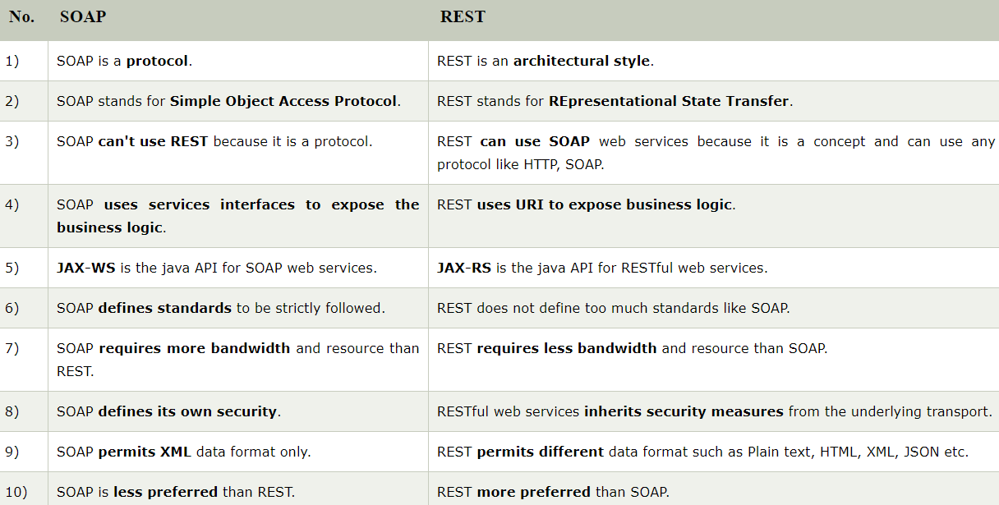 No. SOAP REST
1) SOAP is a protocol. REST is an architectural style.
2) SOAP stands for Simple Object Access Protocol. REST stands for REpresentational State Transfer.
3) SOAP can't use REST because it is a protocol. REST can use SOAP web services because it is a concept and can use any
protocol like HTTP, SOAP.
4) SOAP uses services interfaces to expose the REST uses URI to expose business logic.
business logic.
5) JAX-WS is the java API for SOAP web services. JAX-RS is the java API for RESTful web services.
6) SOAP defines standards to be strictly followed. REST does not define too much standards like SOAP.
7) SOAP requires more bandwidth and resource than REST requires less bandwidth and resource than SOAP.
REST.
8) SOAP defines its own security. RESTful web services inherits security measures from the underlying transport.
9) SOAP permits XML data format only. REST permits different data format such as Plain text, HTML, XML, JSON etc.
10) SOAP is less preferred than REST. REST more preferred than SOAP.